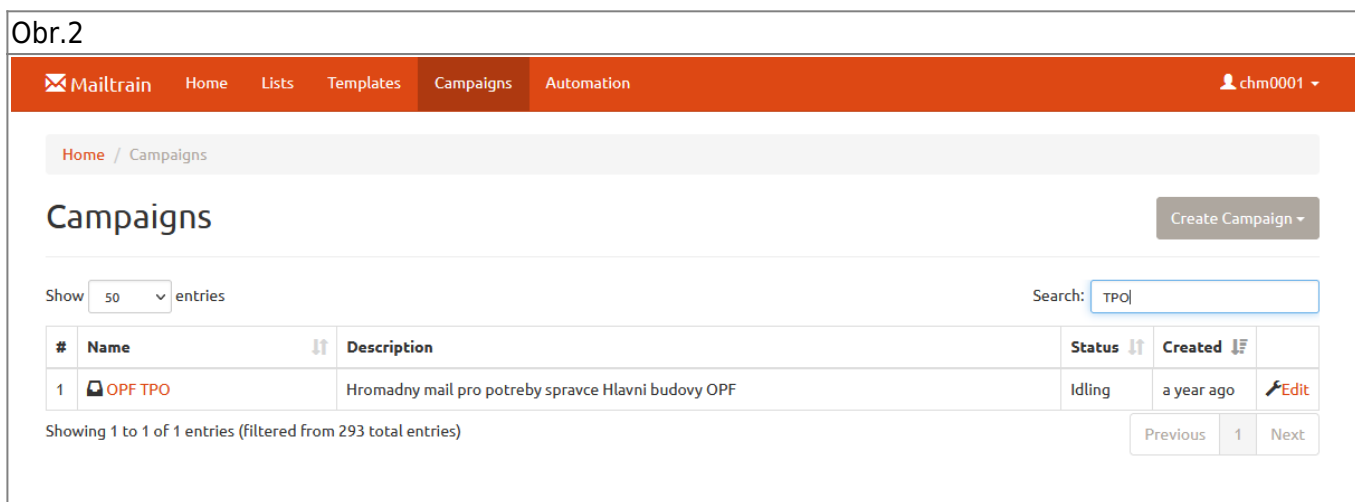 Obr.2
Mailtrain Home Lists Templates Campaigns Automation chm0001
Home / Campaigns
Campaigns
Create Campaign
Show 50 entries Search: TPO
# Name Description Status Created
1 OPF TPO Hromadny mail pro potreby spravce Hlavni budovy OPF Idling a year ago Edit
Showing 1 to 1 of 1 entries (filtered from 293 total entries)
Previous 1 Next